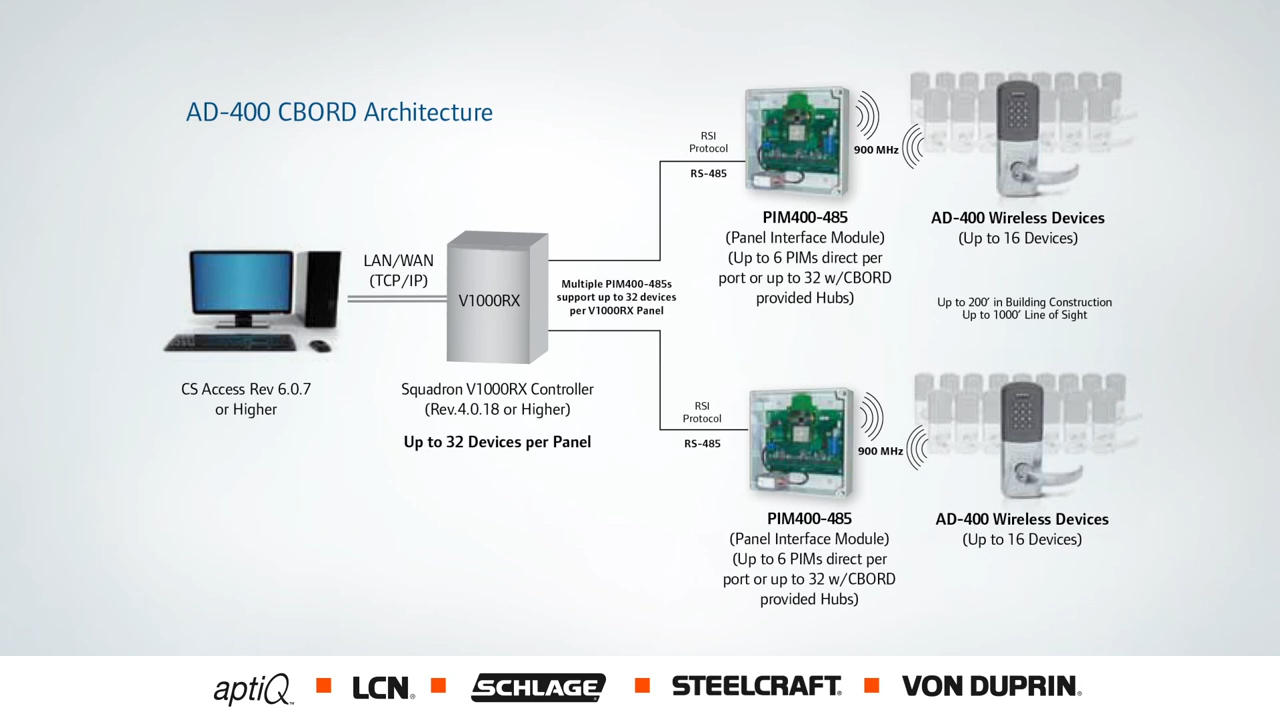 AD-400 CBORD Architecture
RSI
Protocol
RS-485
900 MHz
PIM400-485
(Panel Interface Module)
(Up to 6 PIMs direct per
port or up to 32 w/CBORD
provided Hubs)
AD-400 Wireless Devices
(Up to 16 Devices)
Up to 200' in Building Construction
Up to 1000' Line of Sight
LAN/WAN
(TCP/IP)
V1000RX
Multiple PIM400-485s
support up to 32 devices
per V1000RX Panel
CS Access Rev 6.0.7
or Higher
Squadron V1000RX Controller
(Rev.4.0.18 or Higher)
Up to 32 Devices per Panel
RSI
Protocol
RS-485
900 MHz
PIM400-485
(Panel Interface Module)
(Up to 6 PIMs direct per
port or up to 32 w/CBORD
provided Hubs)
AD-400 Wireless Devices
(Up to 16 Devices)
aptiQ™ LCN® SCHLAGE STEELCRAFT® VON DUPRIN®